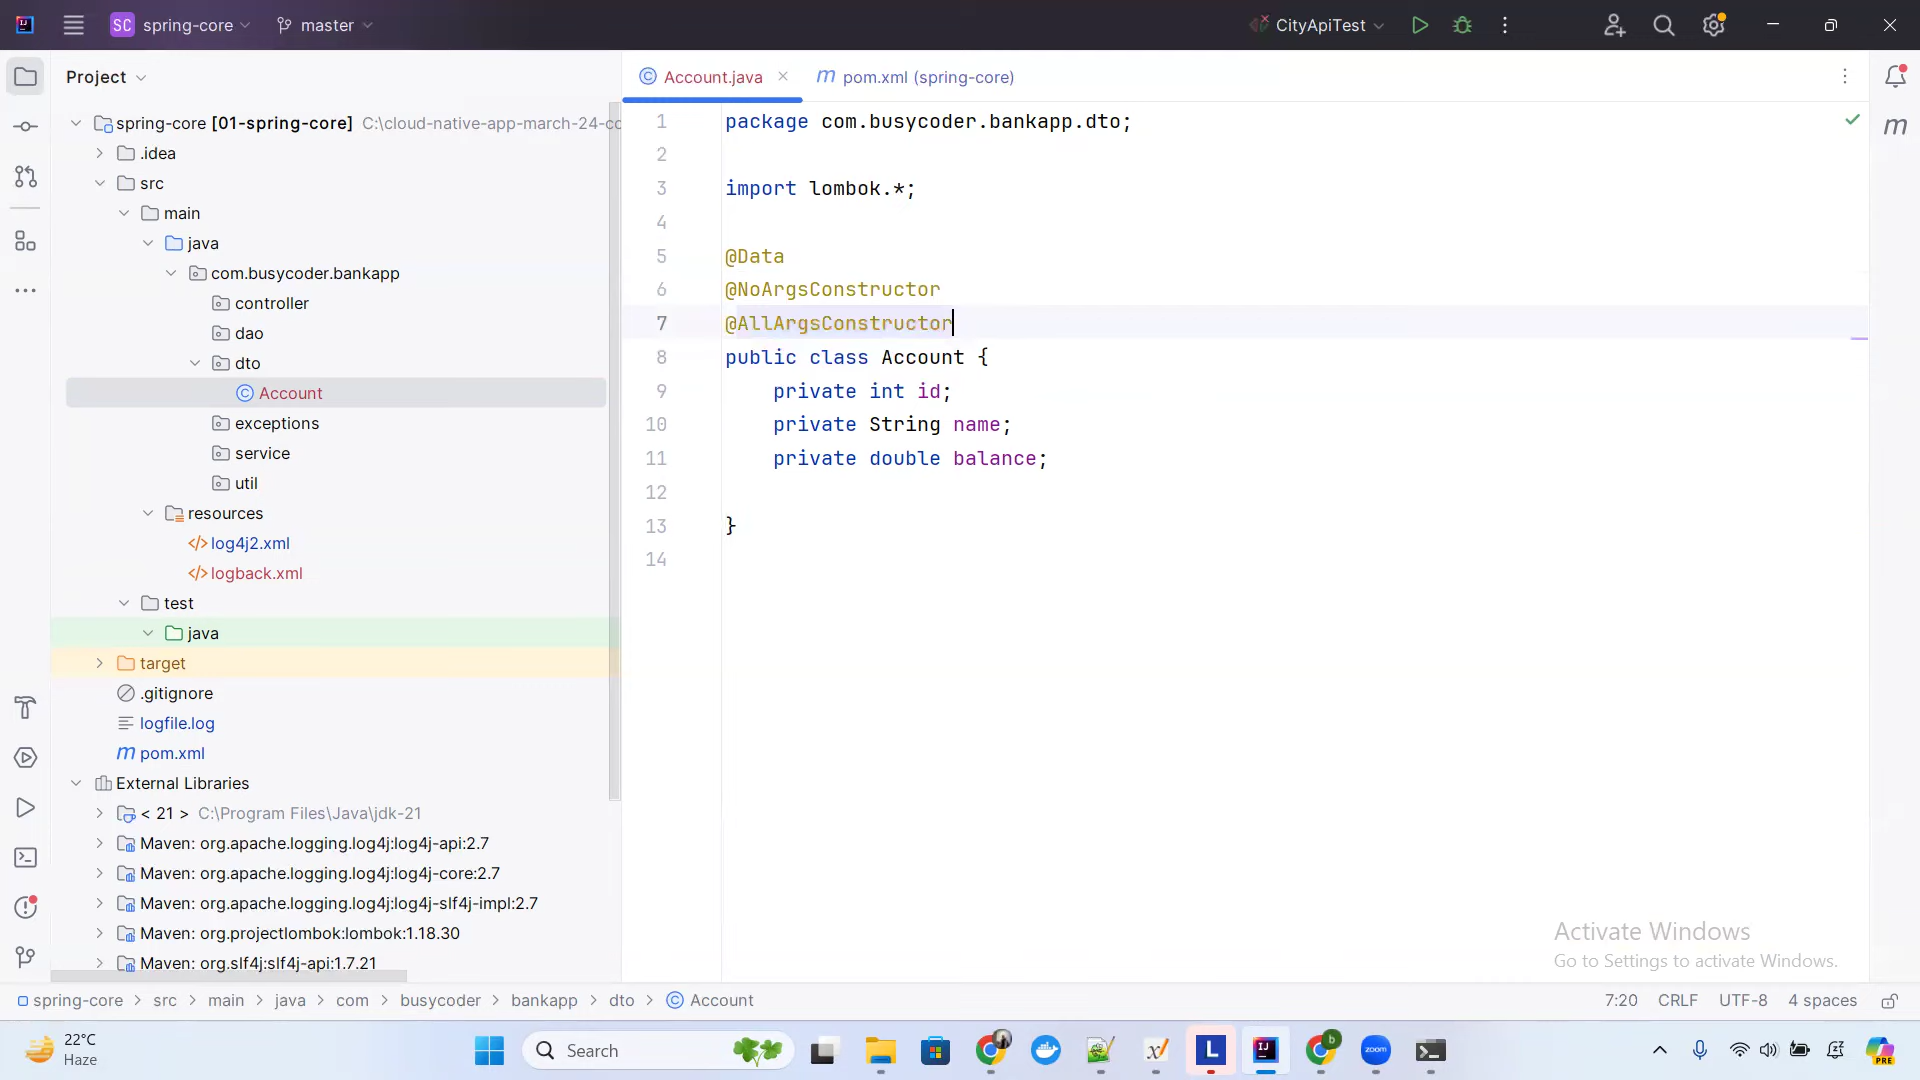 SC spring-core master CityApiTest
Project
Account.java
m pom.xml (spring-core)
spring-core [01-spring-core] C:\cloud-native-app-march-24-co
.idea
src
main
java
com.busycoder.bankapp
controller
dao
dto
Account
exceptions
service
util
resources
log4j2.xml
logback.xml
test
java
target
.gitignore
logfile.log
m pom.xml
External Libraries
< 21 > C:\Program Files\Java\jdk-21
Maven: org.apache.logging.log4j:log4j-api:2.7
Maven: org.apache.logging.log4j:log4j-core:2.7
Maven: org.apache.logging.log4j:log4j-slf4j-impl:2.7
Maven: org.projectlombok:lombok:1.18.30
Maven: org.slf4j:slf4j-api:1.7.21
1 package com.busycoder.bankapp.dto;
2
3 import lombok.*;
4
5 @Data
6 @NoArgsConstructor
7 @AllArgsConstructor
8 public class Account {
9 private int id;
10 private String name;
11 private double balance;
12
13 }
14
m
Activate Windows
Go to Settings to activate Windows.
spring-core > src > main > java > com > busycoder > bankapp > dto > Account
7:20 CRLF UTF-8 4 spaces
22°C
Haze
Search
L
b
zoom
PRE